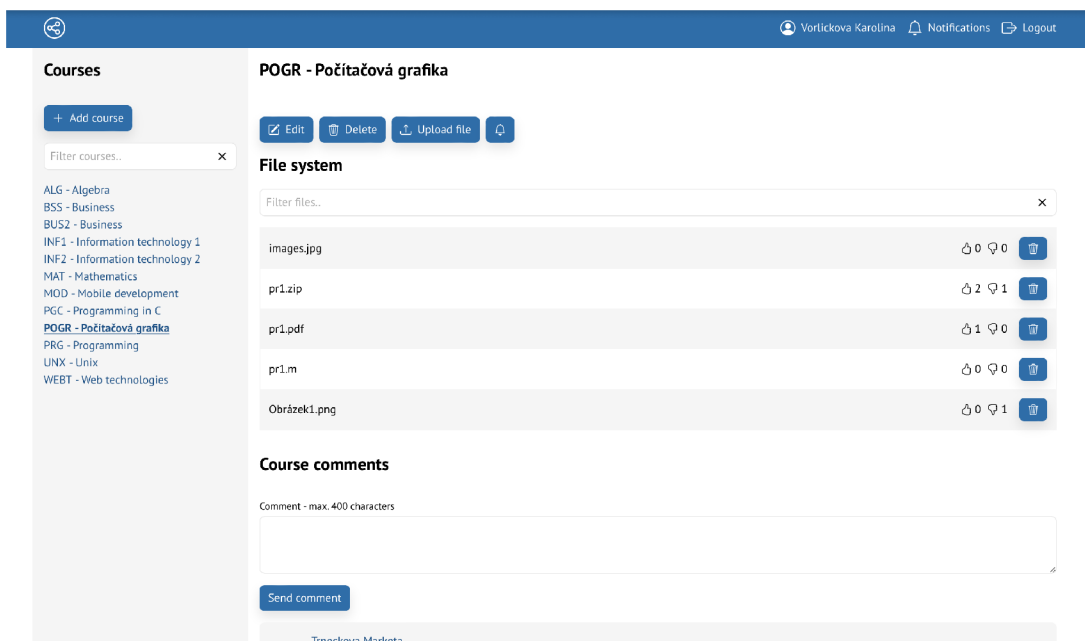 Vorlickova Karolina Notifications Logout
Courses
+ Add course
Filter courses..
ALG - Algebra
BSS - Business
BUS2 - Business
INF1 - Information technology 1
INF2 - Information technology 2
MAT - Mathematics
MOD - Mobile development
PGC - Programming in C
POGR - Počítačová grafika
PRG - Programming
UNX - Unix
WEBT - Web technologies
POGR - Počítačová grafika
Edit Delete Upload file
File system
Filter files..
images.jpg 0 0
pr1.zip 2 1
pr1.pdf 1 0
pr1.m 0 0
Obrázek1.png 0 1
Course comments
Comment - max. 400 characters
Send comment
Trneckova Marketa